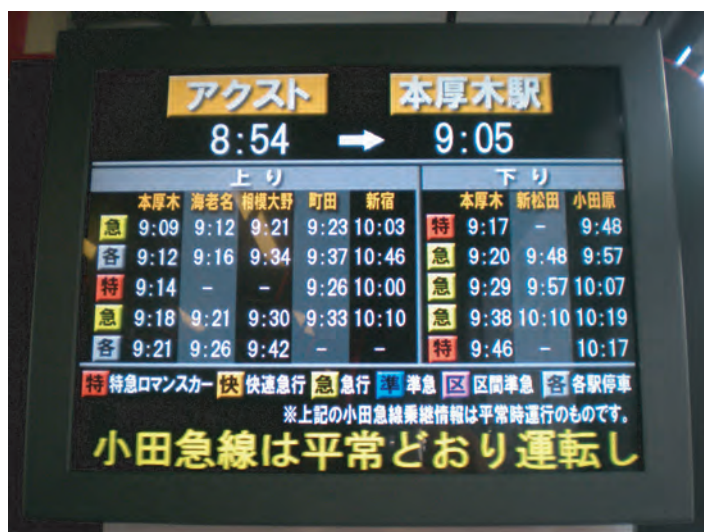 アクスト 本厚木駅
8:54 ➡ 9:05
上り 下り
本厚木 海老名 相模大野 町田 新宿 本厚木 新松田 小田原
急 9:09 9:12 9:21 9:23 10:03 特 9:17 - 9:48
各 9:12 9:16 9:34 9:37 10:46 急 9:20 9:48 9:57
特 9:14 - - 9:26 10:00 急 9:29 9:57 10:07
急 9:18 9:21 9:30 9:33 10:10 急 9:38 10:10 10:19
各 9:21 9:26 9:42 - - 特 9:46 - 10:17
特 特急ロマンスカー 快 快速急行 急 急行 準 準急 区 区間準急 各 各駅停車
※上記の小田急線乗継情報は平常時運行のものです。
小田急線は平常どおり運転し